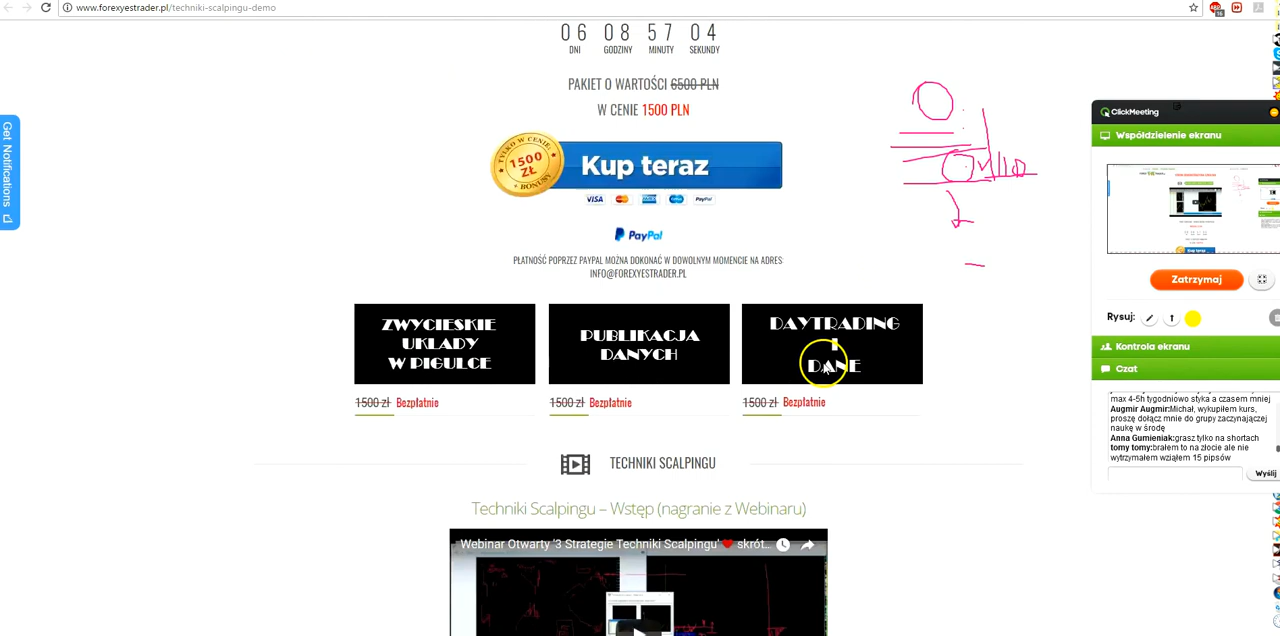 www.forexyestrader.pl/techniki-scalpingu-demo
06 08 57 04
DNI GODZINY MINUTY SEKUNDY
PAKIET O WARTOŚCI 6500 PLN
W CENIE 1500 PLN
TYLKO W CENIE:
1500
ZŁ
+ BONUSY
Kup teraz
VISA PayPal
PayPal
PŁATNOŚĆ POPRZEZ PAYPAL MOŻNA DOKONAĆ W DOWOLNYM MOMENCIE NA ADRES
INFO@FOREXYESTRADER.PL
ZWYCIESKIE
UKLADY
W PIGULCE
PUBLIKACJA
DANYCH
DAYTRADING
I
DANE
1500 zł Bezpłatnie
1500 zł Bezpłatnie
1500 zł Bezpłatnie
TECHNIKI SCALPINGU
Techniki Scalpingu – Wstęp (nagranie z Webinaru)
Webinar Otwarty '3 Strategie Techniki Scalpingu' ❤ skrót...
Get Notifications
ClickMeeting
Współdzielenie ekranu
Zatrzymaj
Rysuj:
Kontrola ekranu
Czat
max 4-5h tygodniowo styka a czasem mniej
Augmir Augmir:Michał, wykupiłem kurs,
proszę dołącz mnie do grupy zaczynającej
naukę w środę
Anna Gumieniak:grasz tylko na shortach
tomy tomy:brałem to na złocie ale nie
wytrzymałem wziąłem 15 pipsów
Wyślij